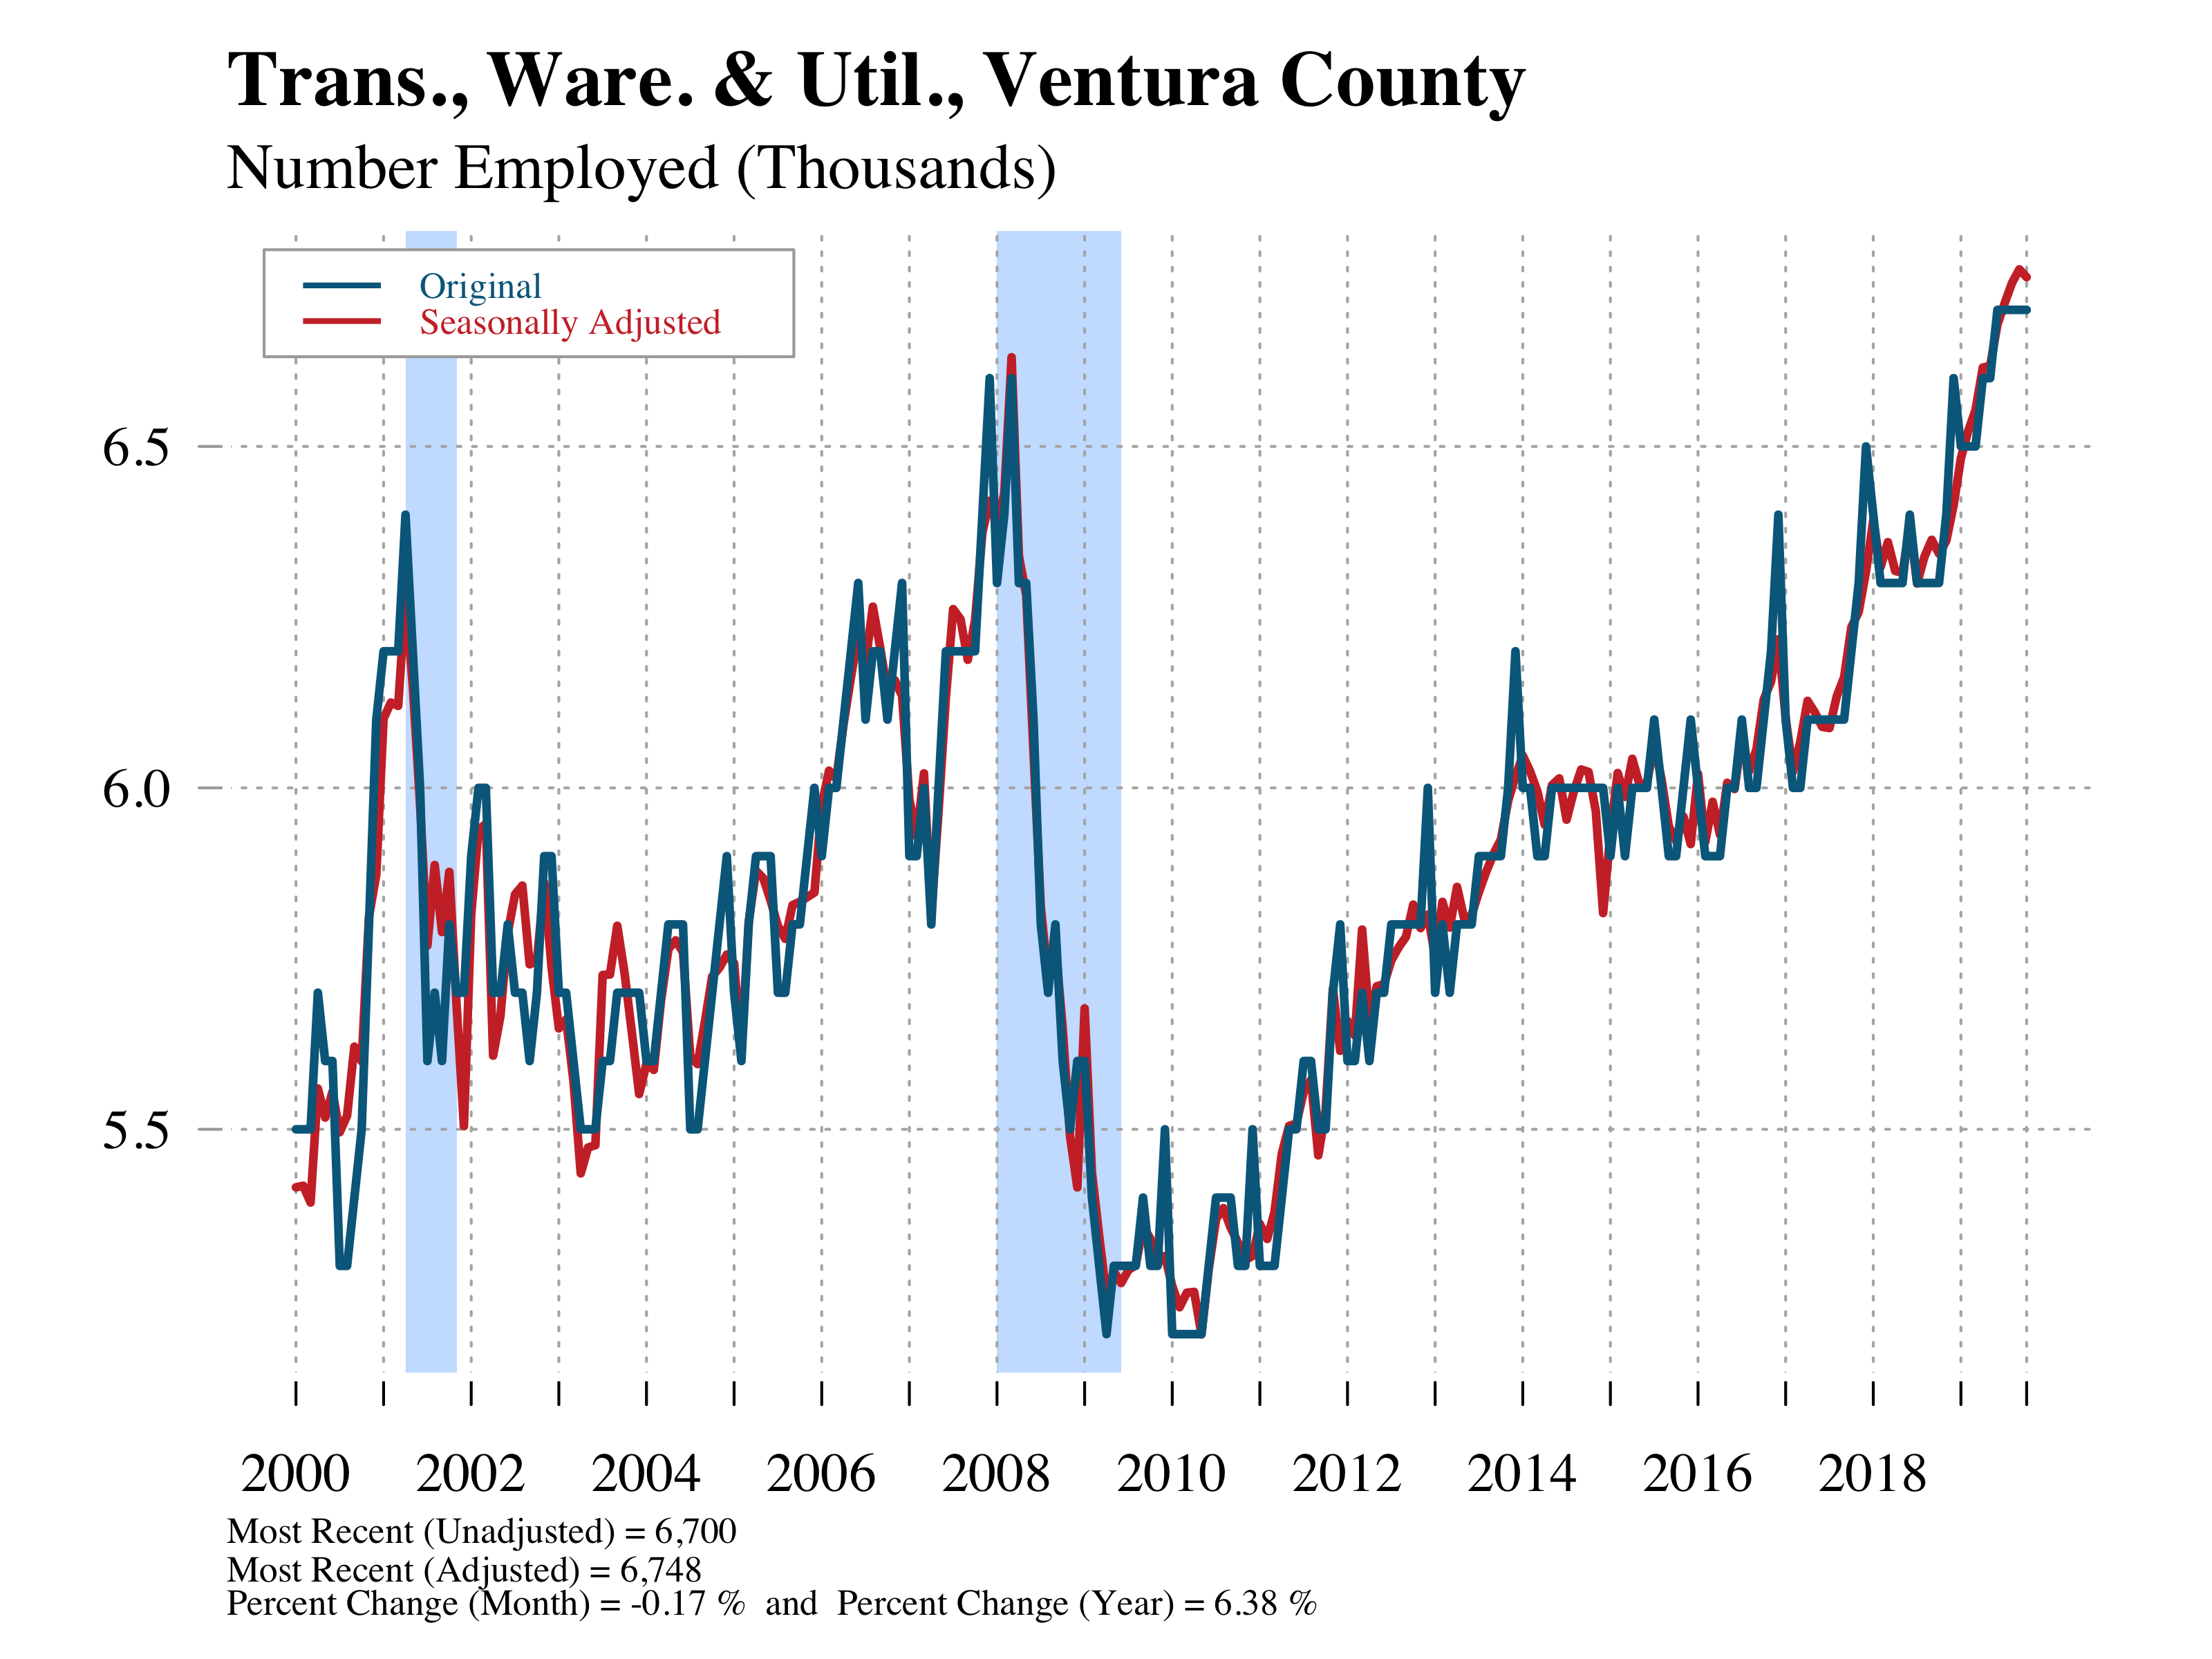 Trans., Ware. & Util., Ventura County
Number Employed (Thousands)
Original
Seasonally Adjusted
6.5
6.0
5.5
2000 2002 2004 2006 2008 2010 2012 2014 2016 2018
Most Recent (Unadjusted) = 6,700
Most Recent (Adjusted) = 6,748
Percent Change (Month) = -0.17 % and Percent Change (Year) = 6.38 %